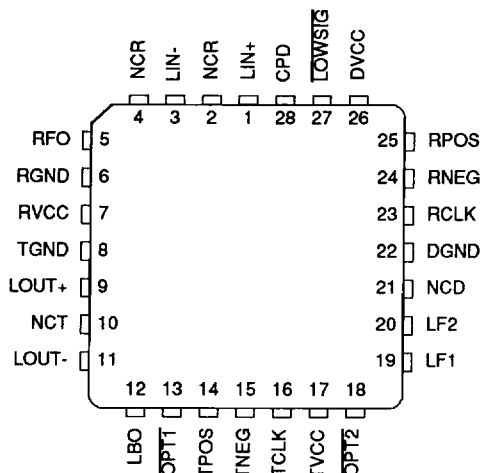 NCR LIN- NCR LIN+ CPD LOWSIG DVCC
4 3 2 1 28 27 26
RFO 5 25 RPOS
RGND 6 24 RNEG
RVCC 7 23 RCLK
TGND 8 22 DGND
LOUT+ 9 21 NCD
NCT 10 20 LF2
LOUT- 11 19 LF1
12 13 14 15 16 17 18
LBO OPT1 TPOS TNEG TCLK TVCC OPT2